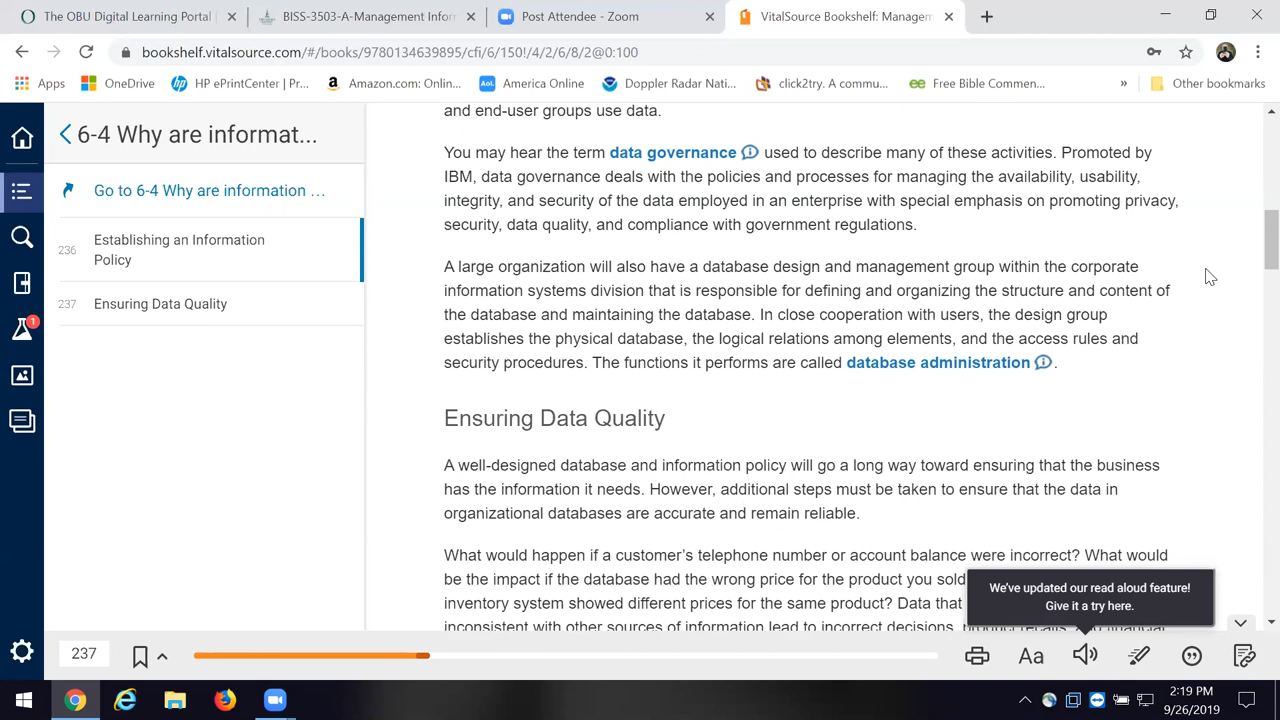 The OBU Digital Learning Portal
BISS-3503-A-Management Infor
Post Attendee - Zoom
VitalSource Bookshelf: Managem
bookshelf.vitalsource.com/#/books/9780134639895/cfi/6/150!/4/2/6/8/2@0:100
Apps
OneDrive
HP ePrintCenter | Pr...
Amazon.com: Onlin...
Aol.
America Online
Doppler Radar Nati...
click2try. A commu...
Free Bible Commen...
»
Other bookmarks
6-4 Why are informat...
Go to 6-4 Why are information ...
236
Establishing an Information
Policy
237
Ensuring Data Quality
1
and end-user groups use data.
You may hear the term data governance used to describe many of these activities. Promoted by
IBM, data governance deals with the policies and processes for managing the availability, usability,
integrity, and security of the data employed in an enterprise with special emphasis on promoting privacy,
security, data quality, and compliance with government regulations.
A large organization will also have a database design and management group within the corporate
information systems division that is responsible for defining and organizing the structure and content of
the database and maintaining the database. In close cooperation with users, the design group
establishes the physical database, the logical relations among elements, and the access rules and
security procedures. The functions it performs are called database administration .
Ensuring Data Quality
A well-designed database and information policy will go a long way toward ensuring that the business
has the information it needs. However, additional steps must be taken to ensure that the data in
organizational databases are accurate and remain reliable.
What would happen if a customer's telephone number or account balance were incorrect? What would
be the impact if the database had the wrong price for the product you sold
inventory system showed different prices for the same product? Data that
inconsistent with other sources of information lead to incorrect decisions,
We've updated our read aloud feature!
Give it a try here.
237
Aa
2:19 PM
9/26/2019